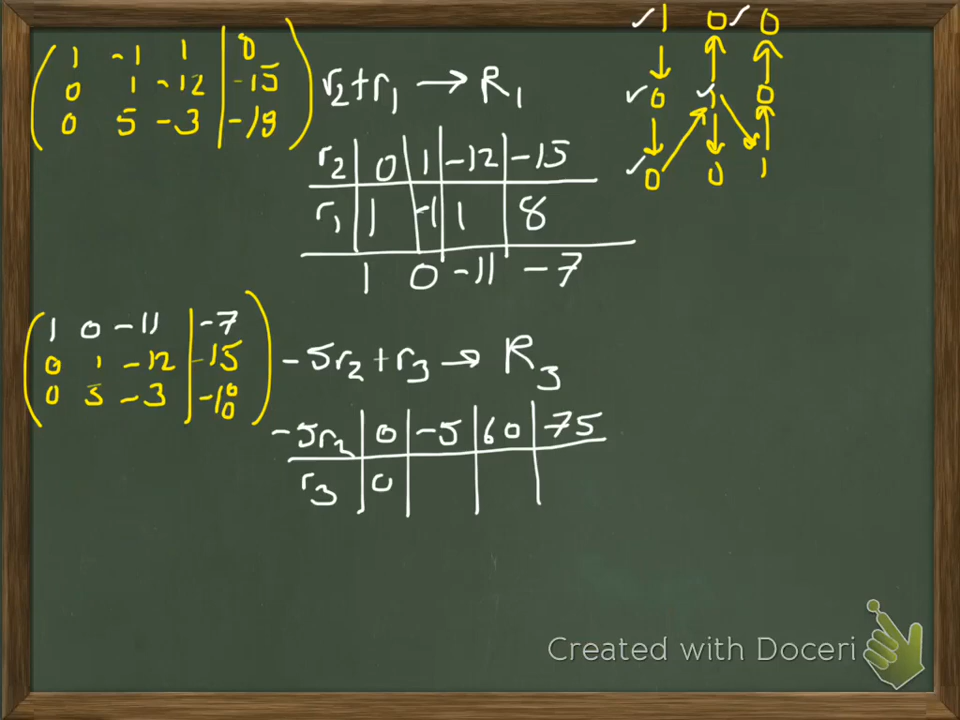 1 -1 1 | 0
0 1 -12 | -15
0 5 -3 | -18
r2+r1 → R1
r2 | 0 | 1 | -12 | -15
r1 | 1 | -1 | 1 | 8
1 0 -11 -7
1 0 0
0 1 0
0 0 1
1 0 -11 | -7
0 1 -12 | -15
0 5 -3 |
-5r2 + r3 → R3
-5r2 | 0 | -5 | 60 | -75
r3 | 0
Created with Doceri